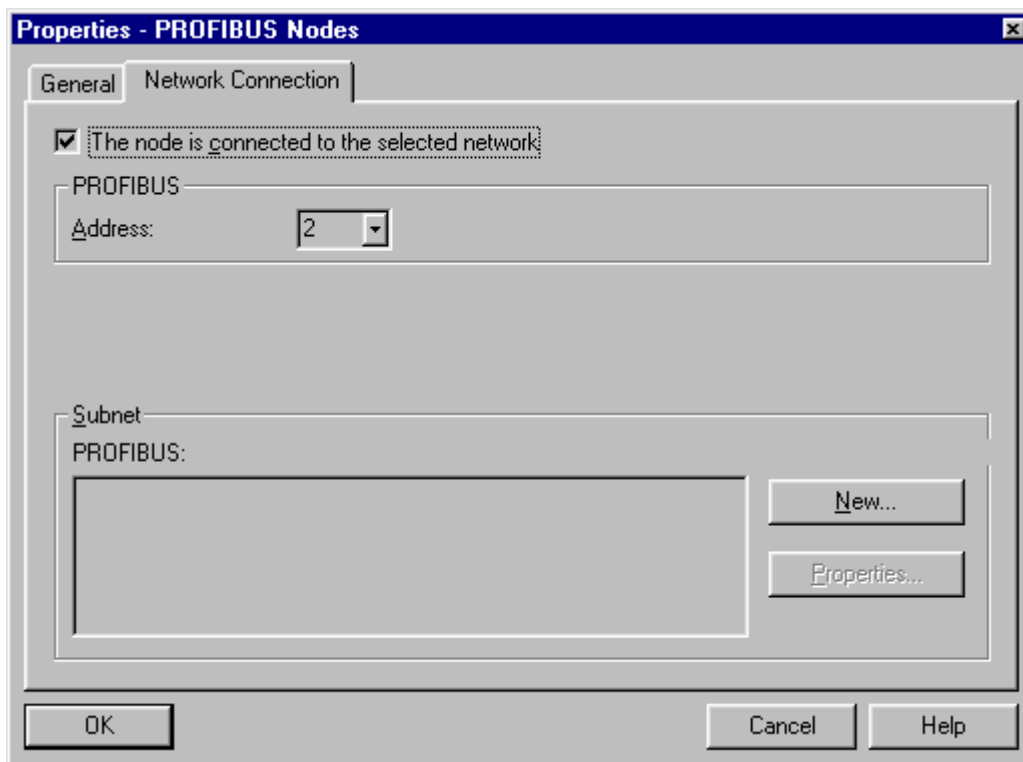 Properties - PROFIBUS Nodes
General
Network Connection
The node is connected to the selected network
PROFIBUS
Address:
2
Subnet
PROFIBUS:
New...
Properties...
OK
Cancel
Help